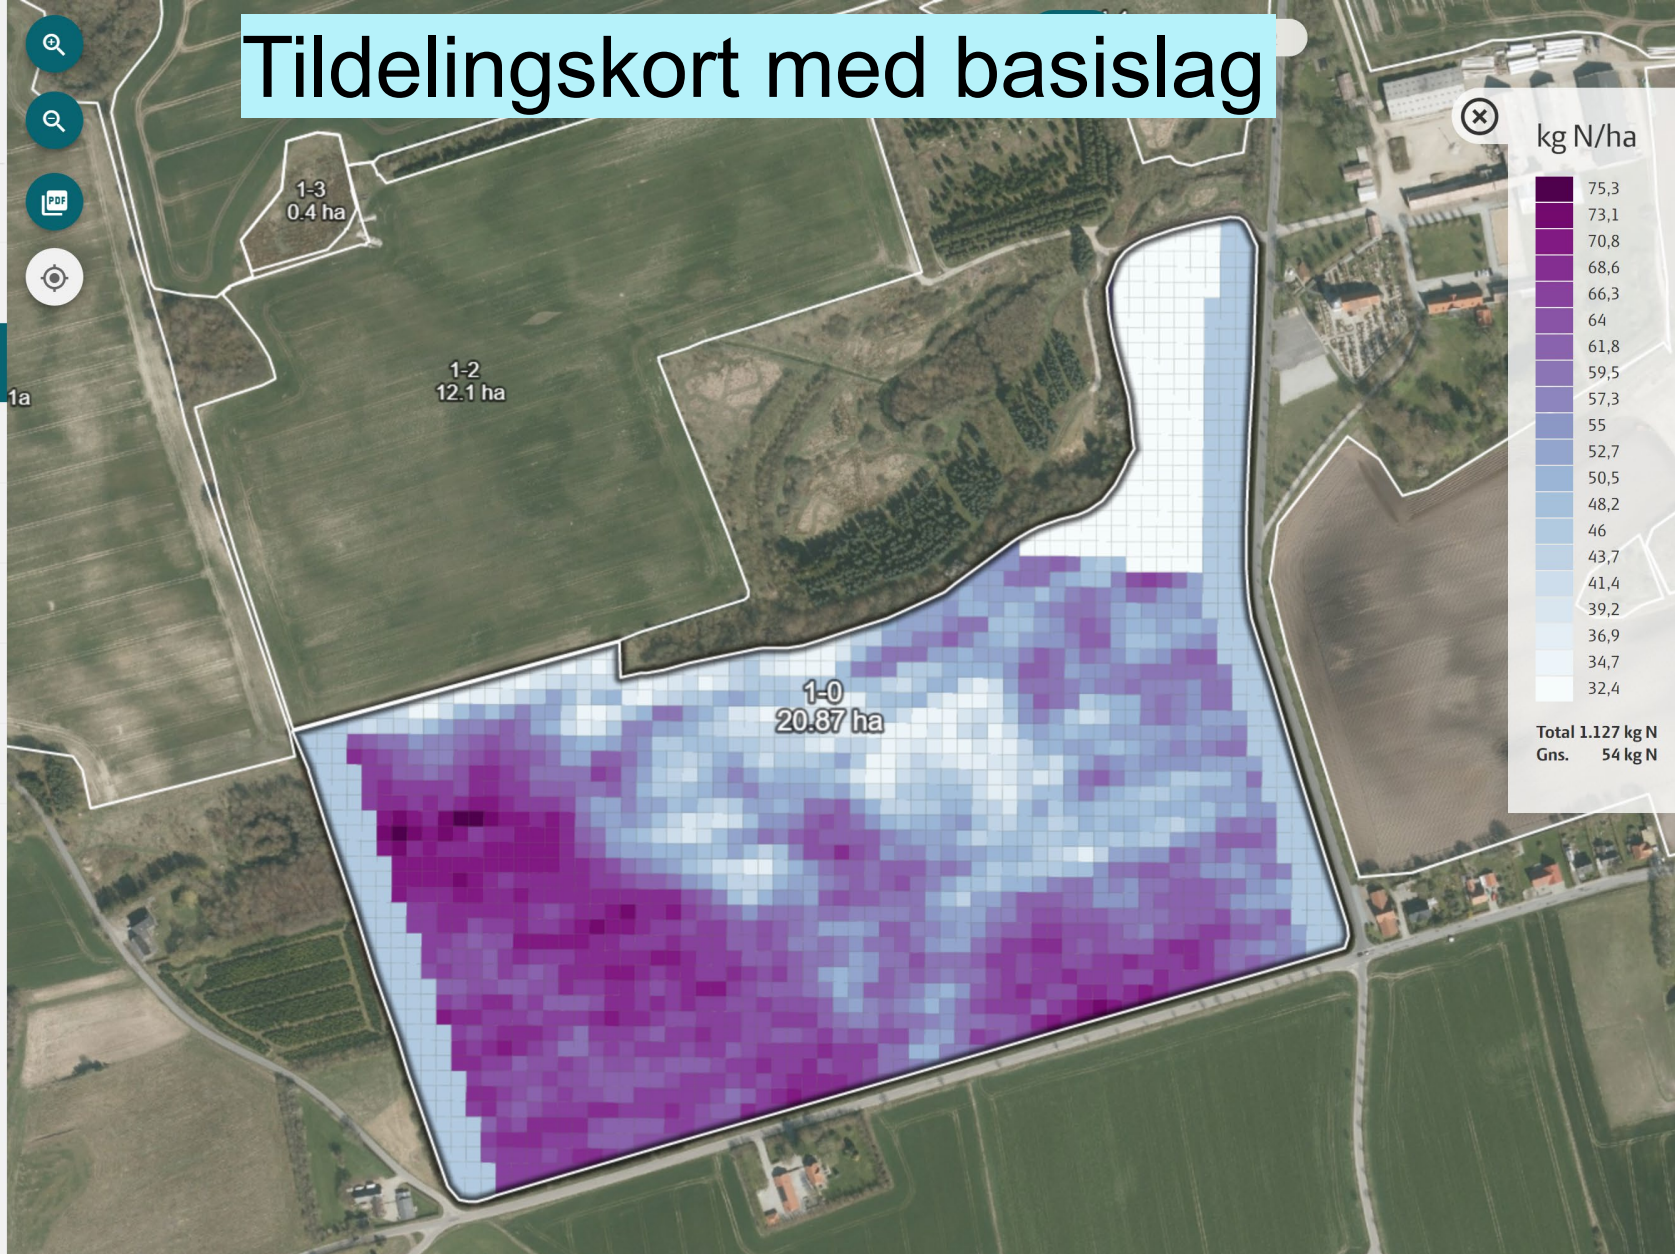 Tildelingskort med basislag
PDF
1-3
0.4 ha
1-2
12.1 ha
1a
1-0
20.87 ha
kg N/ha
75,3
73,1
70,8
68,6
66,3
64
61,8
59,5
57,3
55
52,7
50,5
48,2
46
43,7
41,4
39,2
36,9
34,7
32,4
Total 1.127 kg N
Gns. 54 kg N